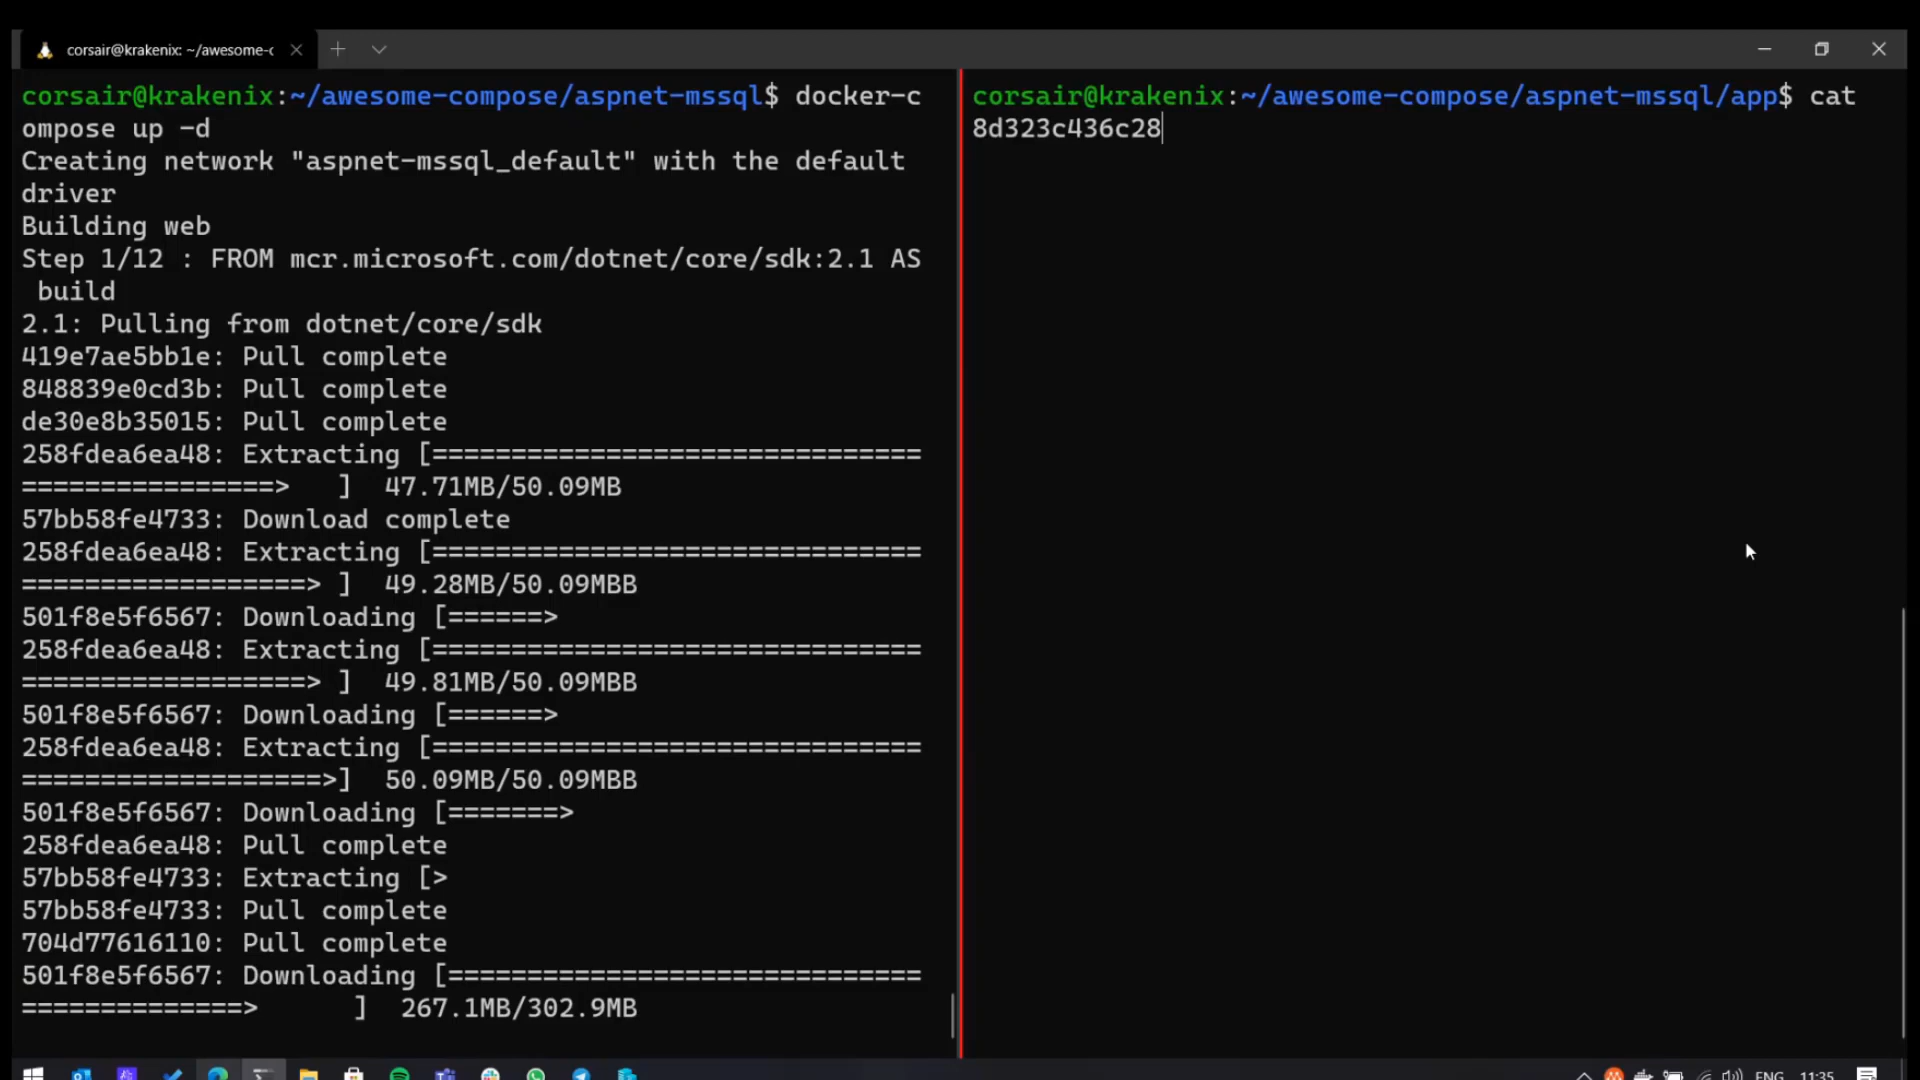 corsair@krakenix: ~/awesome-c
corsair@krakenix:~/awesome-compose/aspnet-mssql$ docker-c
ompose up -d
Creating network "aspnet-mssql_default" with the default
driver
Building web
Step 1/12 : FROM mcr.microsoft.com/dotnet/core/sdk:2.1 AS
 build
2.1: Pulling from dotnet/core/sdk
419e7ae5bb1e: Pull complete
848839e0cd3b: Pull complete
de30e8b35015: Pull complete
258fdea6ea48: Extracting [===============================
================>   ]  47.71MB/50.09MB
57bb58fe4733: Download complete
258fdea6ea48: Extracting [===============================
==================> ]  49.28MB/50.09MBB
501f8e5f6567: Downloading [======>
258fdea6ea48: Extracting [===============================
==================> ]  49.81MB/50.09MBB
501f8e5f6567: Downloading [======>
258fdea6ea48: Extracting [===============================
===================>]  50.09MB/50.09MBB
501f8e5f6567: Downloading [=======>
258fdea6ea48: Pull complete
57bb58fe4733: Extracting [>
57bb58fe4733: Pull complete
704d77616110: Pull complete
501f8e5f6567: Downloading [==============================
==============>      ]  267.1MB/302.9MB
corsair@krakenix:~/awesome-compose/aspnet-mssql/app$ cat
8d323c436c28
ENG 11:35